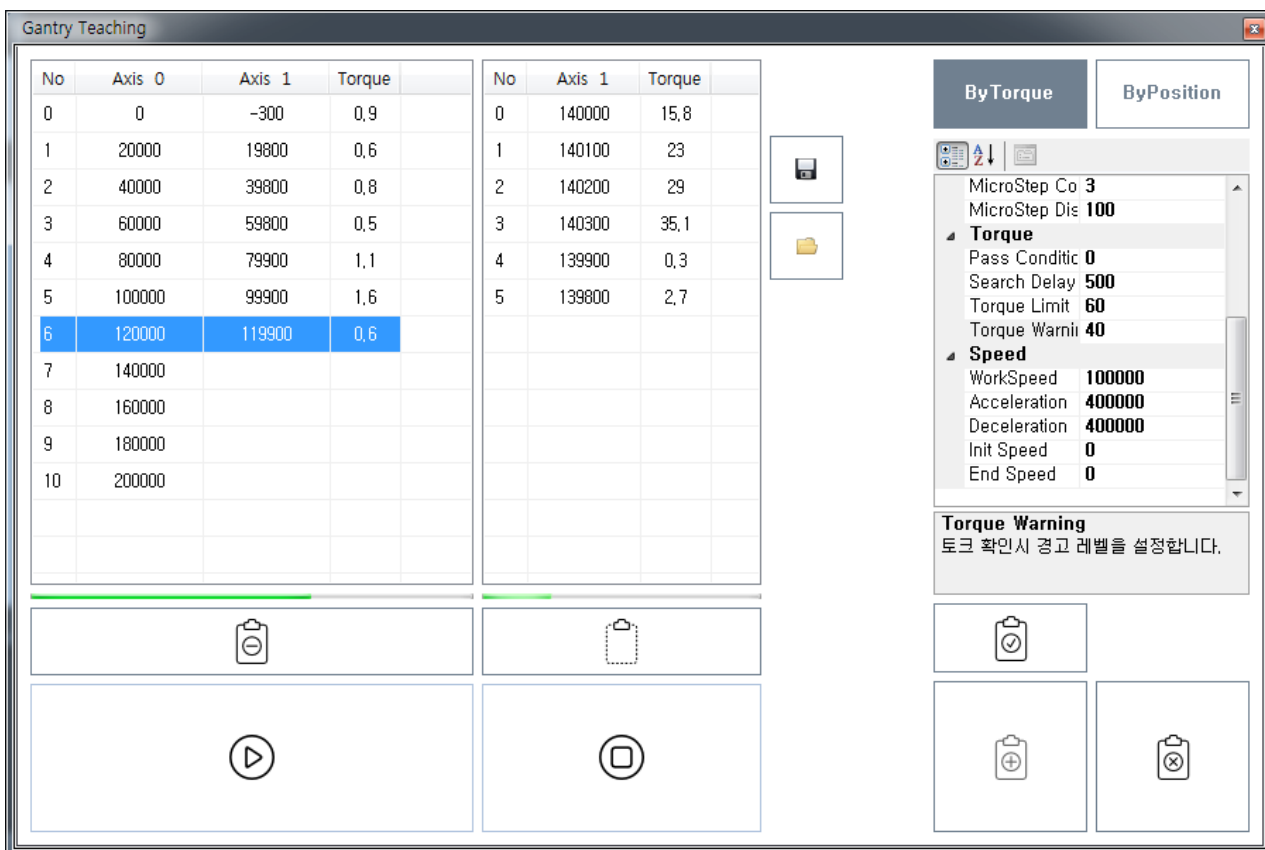 Gantry Teaching
No Axis 0 Axis 1 Torque
0 0 -300 0,9
1 20000 19800 0,6
2 40000 39800 0,8
3 60000 59800 0,5
4 80000 79900 1,1
5 100000 99900 1,6
6 120000 119900 0,6
7 140000
8 160000
9 180000
10 200000
No Axis 1 Torque
0 140000 15,8
1 140100 23
2 140200 29
3 140300 35,1
4 139900 0,3
5 139800 2,7
ByTorque ByPosition
MicroStep Co 3
MicroStep Dis 100
Torque
Pass Conditic 0
Search Delay 500
Torque Limit 60
Torque Warnin 40
Speed
WorkSpeed 100000
Acceleration 400000
Deceleration 400000
Init Speed 0
End Speed 0
Torque Warning
토크 확인시 경고 레벨을 설정합니다.